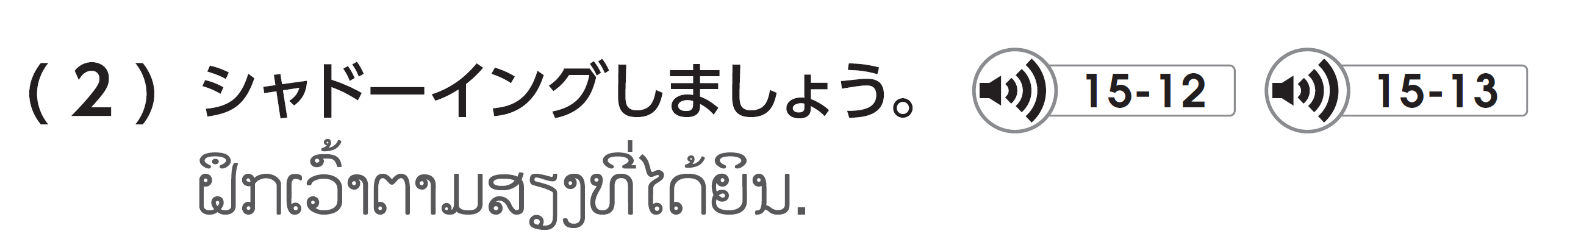 (2) シャドーイングしましょう。 15-12 15-13
ຝຶກເວົ້າຕາມສຽງທີ່ໄດ້ຍິນ.